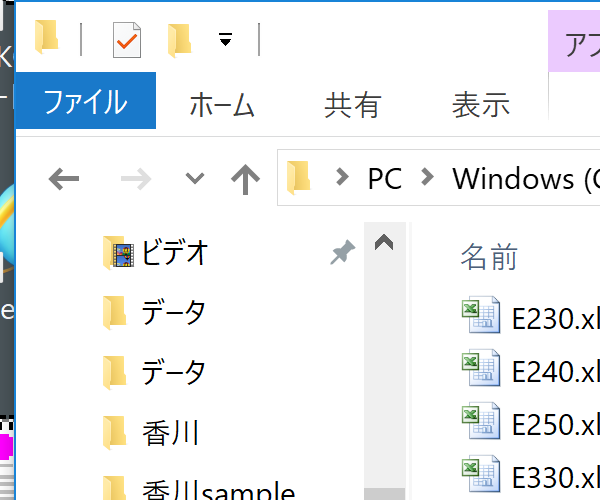 ファイル ホーム 共有 表示
PC Windows
ビデオ
データ
データ
香川
香川sample
名前
E230.xl
E240.xl
E250.xl
E330.xl